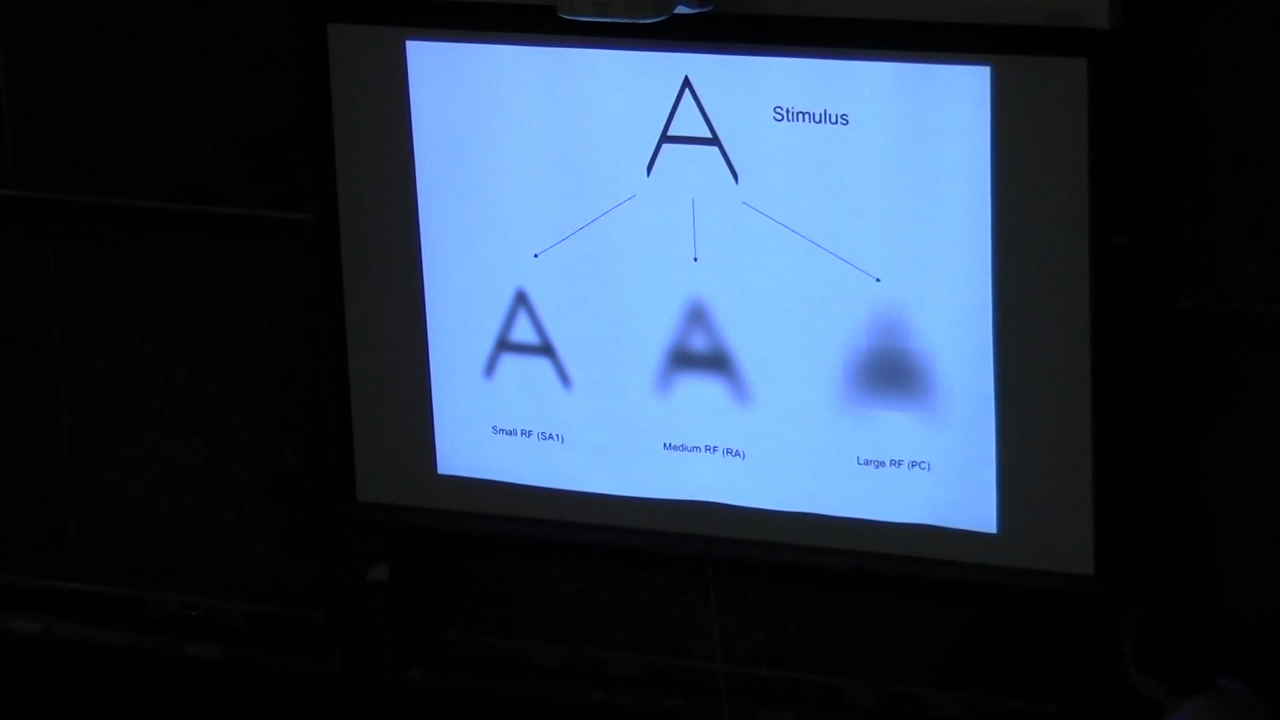 A
Stimulus
A
A
Small RF (SA1)
Medium RF (RA)
Large RF (PC)